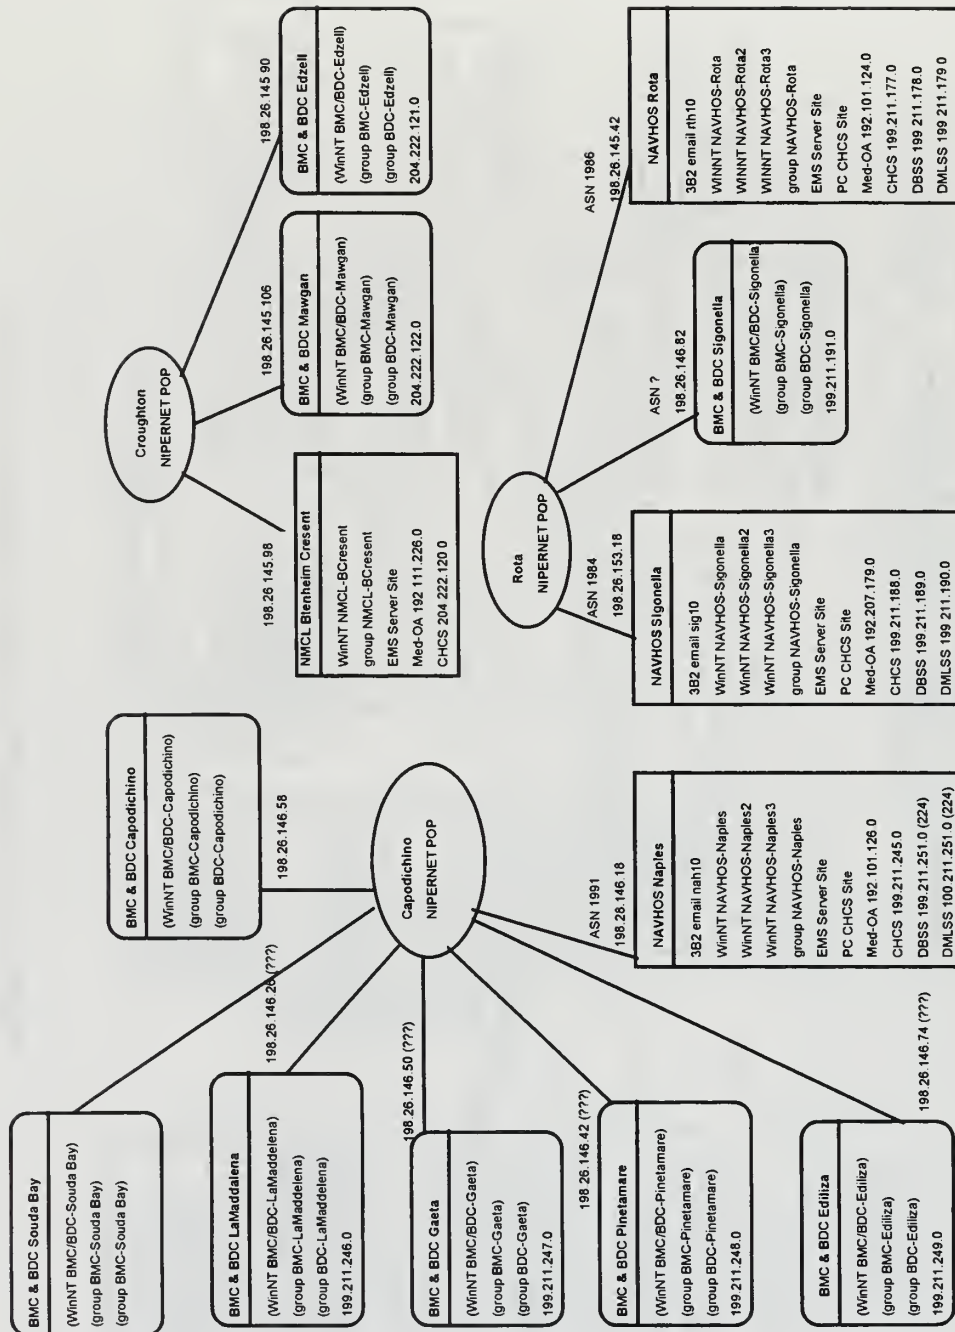 BMC & BDC Ediliza
(WinNT BMC/BDC-Ediliza)
(group BMC-Ediliza)
(group BDC-Ediliza)
199.211.249.0
198.26.146.74 (???)
BMC & BDC Pinetamare
(WinNT BMC/BDC-Pinetamare)
(group BMC-Pinetamare)
(group BDC-Pinetamare)
199.211.248.0
198 26.146.42 (???)
BMC & BDC Gaeta
(WinNT BMC/BDC-Gaeta)
(group BMC-Gaeta)
(group BDC-Gaeta)
199.211.247.0
198.26.146.50 (???)
BMC & BDC LaMaddalena
(WinNT BMC/BDC-LaMaddelena)
(group BMC-LaMaddelena)
(group BDC-LaMaddelena)
199.211.246.0
198.26.146.26 (???)
BMC & BDC Souda Bay
(WinNT BMC/BDC-Souda Bay)
(group BMC-Souda Bay)
(group BMC-Souda Bay)
BMC & BDC Capodichino
(WinNT BMC/BDC-Capodichino)
(group BMC-Capodichino)
(group BDC-Capodichino)
198.26.146.58
Capodichino
NIPERNET POP
ASN 1991
198.26.146.18
NAVHOS Naples
3B2 email nah10
WinNT NAVHOS-Naples
WinNT NAVHOS-Naples2
WinNT NAVHOS-Naples3
group NAVHOS-Naples
EMS Server Site
PC CHCS Site
Med-OA 192.101.126.0
CHCS 199.211.245.0
DBSS 199.211.251.0 (224)
DMLSS 100.211.251.0 (224)
Croughton
NIPERNET POP
198.26 145.98
NMCL Blenheim Cresent
WinNT NMCL-BCresent
group NMCL-BCresent
EMS Server Site
Med-OA 192 111.226.0
CHCS 204 222.120 0
198.26.145 106
BMC & BDC Mawgan
(WinNT BMC/BDC-Mawgan)
(group BMC-Mawgan)
(group BDC-Mawgan)
204.222.122.0
198.26.145 90
BMC & BDC Edzell
(WinNT BMC/BDC-Edzell)
(group BMC-Edzell)
(group BDC-Edzell)
204.222.121.0
Rota
NIPERNET POP
ASN 1984
198.26.153.18
NAVHOS Sigonella
3B2 email sig10
WinNT NAVHOS-Sigonella
WinNT NAVHOS-Sigonella2
WinNT NAVHOS-Sigonella3
group NAVHOS-Sigonella
EMS Server Site
PC CHCS Site
Med-OA 192.207.179.0
CHCS 199.211.188.0
DBSS 199.211.189.0
DMLSS 199 211.190.0
ASN ?
198.26.146.82
BMC & BDC Sigonella
(WinNT BMC/BDC-Sigonella)
(group BMC-Sigonella)
(group BDC-Sigonella)
199.211.191.0
ASN 1986
198.26.145.42
NAVHOS Rota
3B2 email rth10
WINNT NAVHOS-Rota
WINNT NAVHOS-Rota2
WINNT NAVHOS-Rota3
group NAVHOS-Rota
EMS Server Site
PC CHCS Site
Med-OA 192.101.124.0
CHCS 199.211.177.0
DBSS 199 211.178.0
DMLSS 199 211.179 0